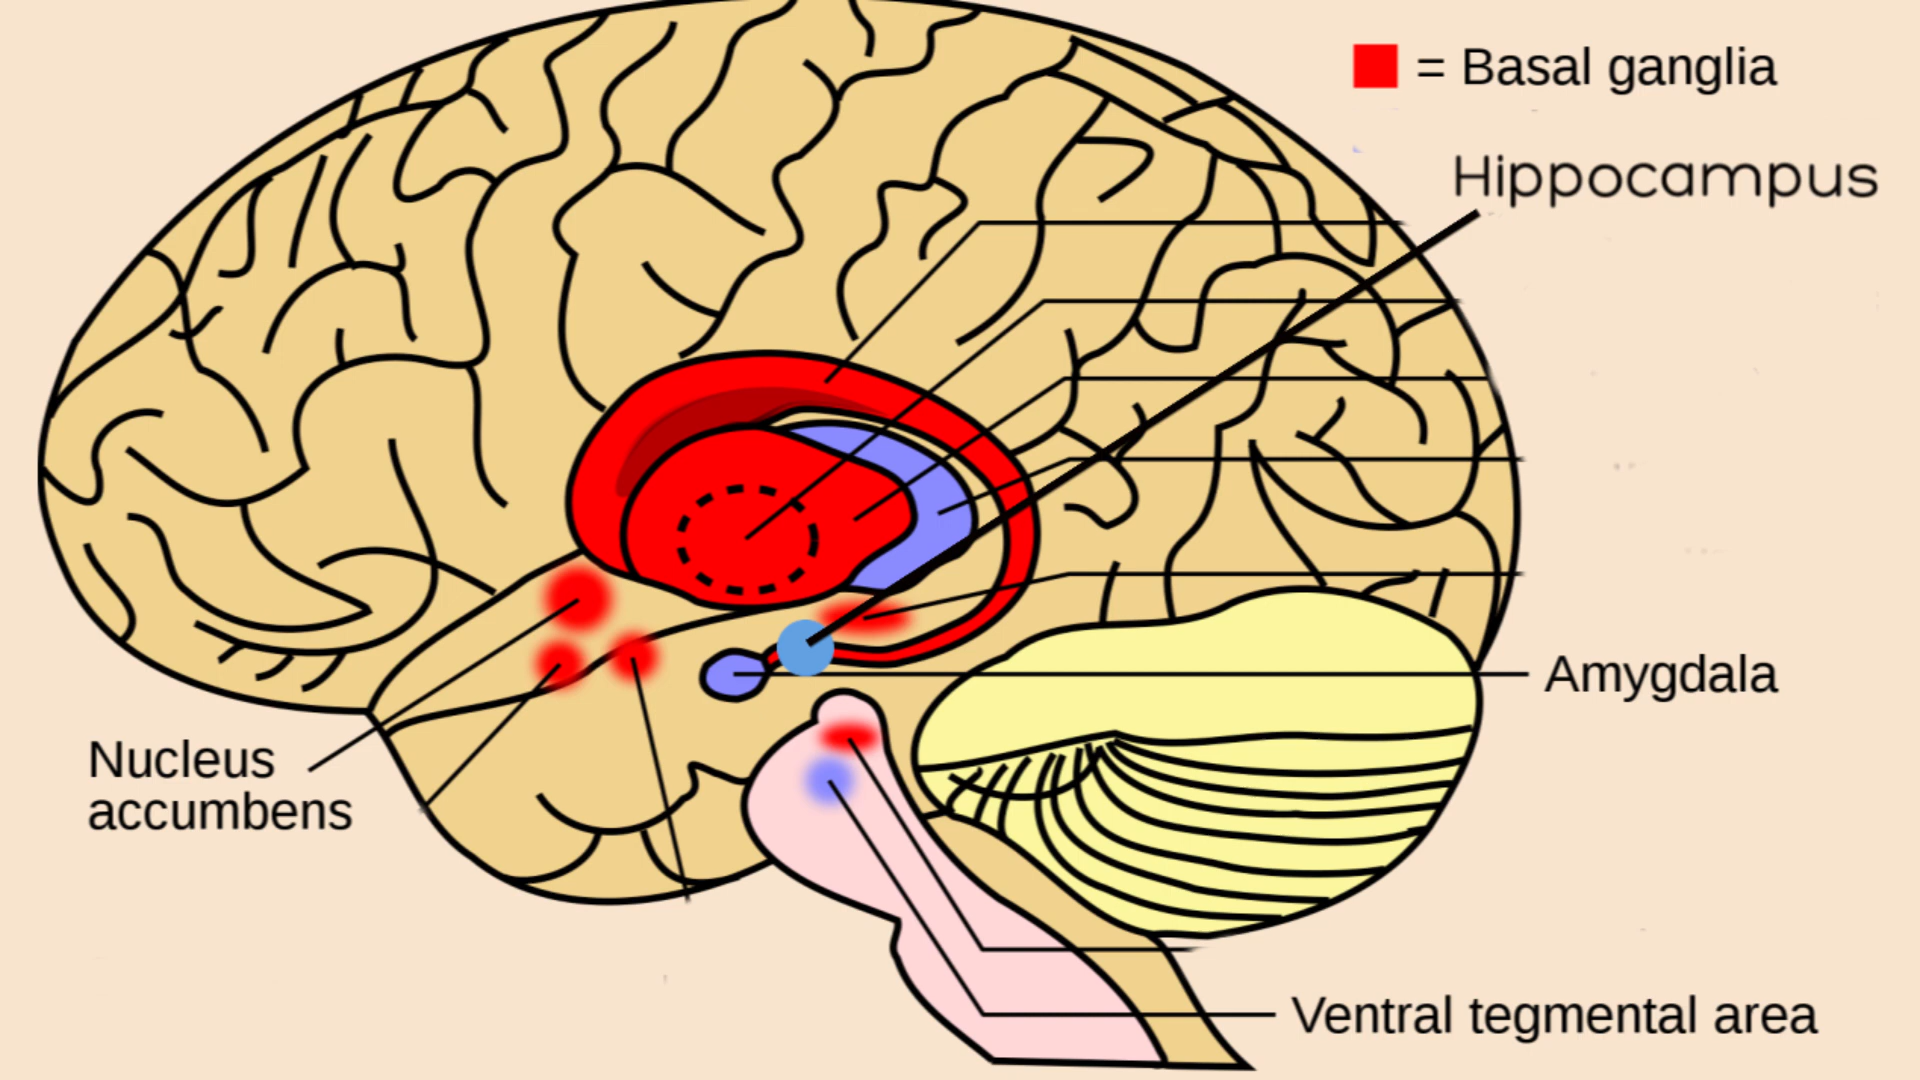 = Basal ganglia
Hippocampus
Amygdala
Nucleus
accumbens
Ventral tegmental area